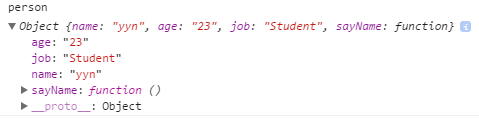 person
▼ Object {name: "yyn", age: "23", job: "Student", sayName: function} i
age: "23"
job: "Student"
name: "yyn"
▶ sayName: function ()
▶ __proto__: Object